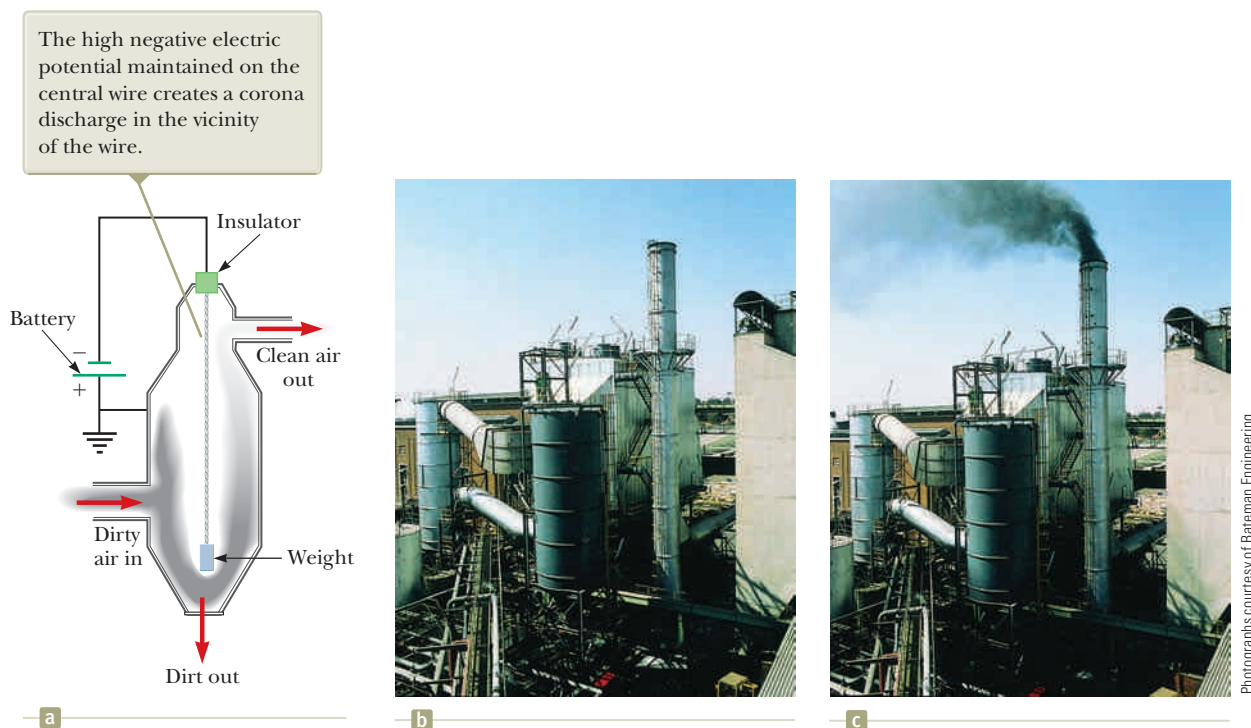 The high negative electric
potential maintained on the
central wire creates a corona
discharge in the vicinity
of the wire.
Insulator
Battery
−
+
Clean air
out
Dirty
air in
Weight
Dirt out
a
b
c
Photographs courtesy of Bateman Engineering